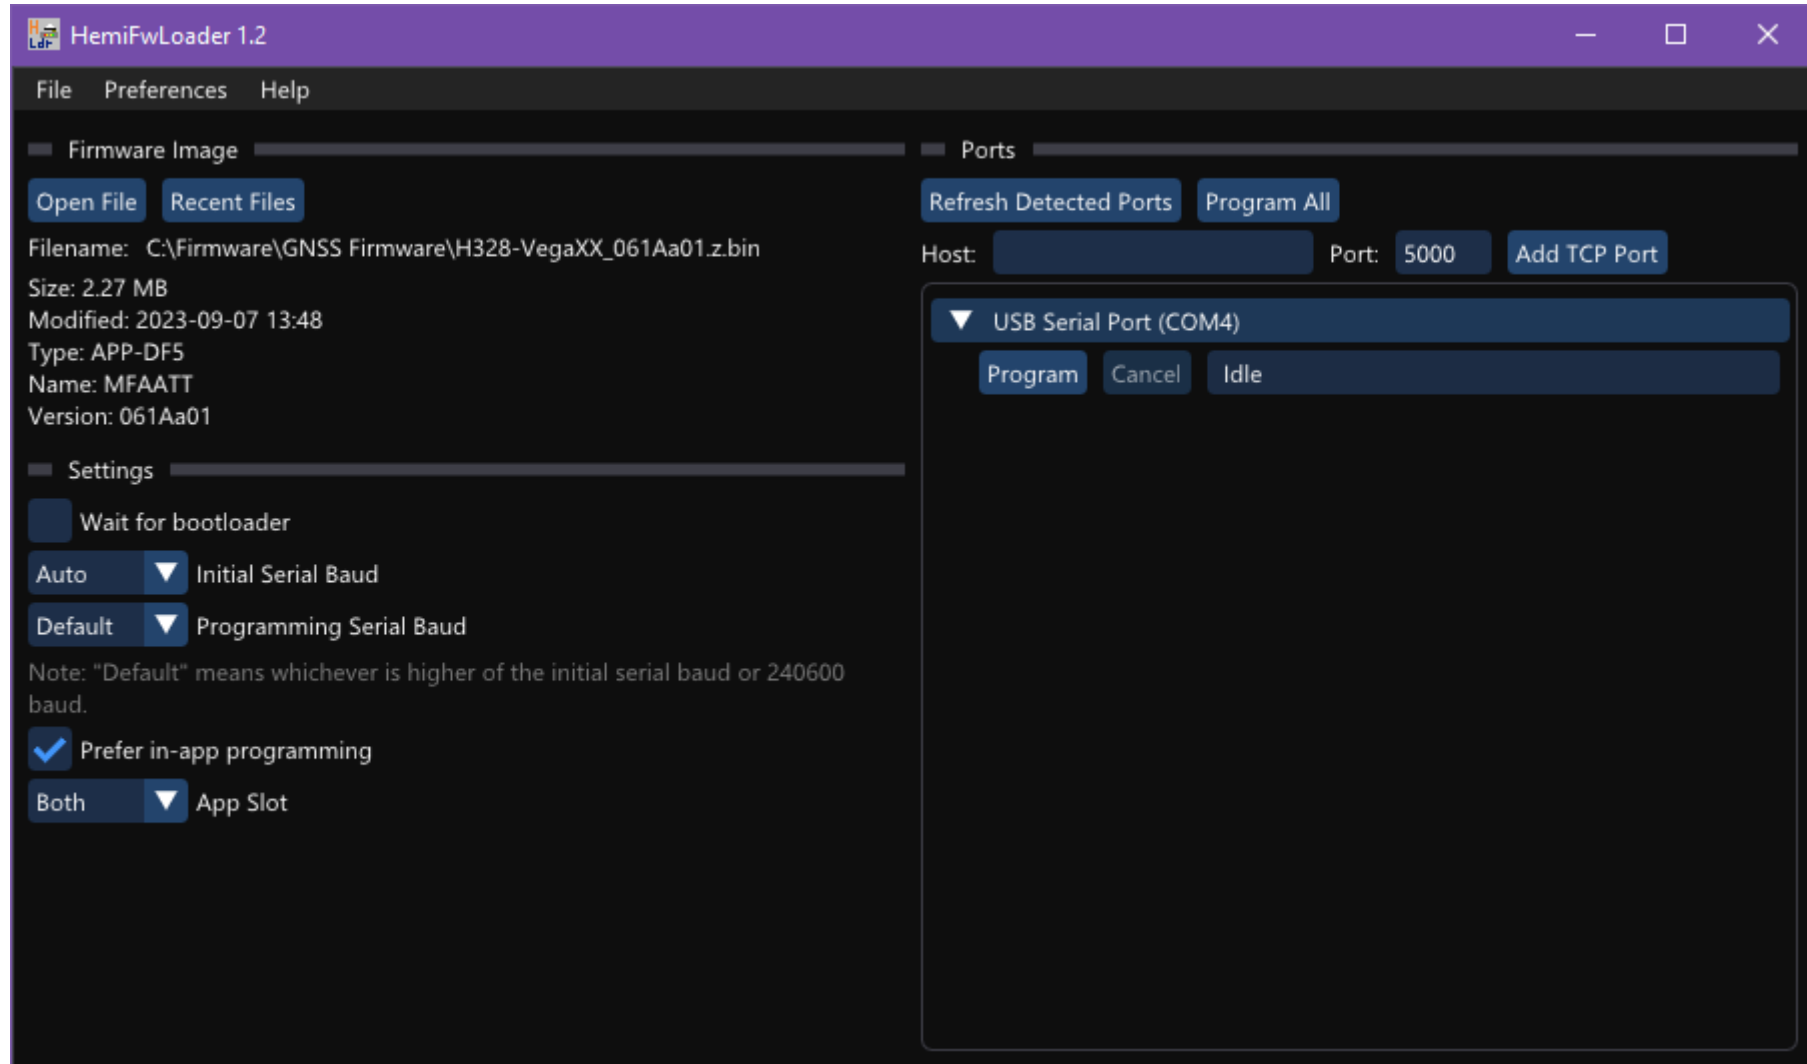 HemiFwLoader 1.2
File Preferences Help
Firmware Image
Open File Recent Files
Filename: C:\Firmware\GNSS Firmware\H328-VegaXX_061Aa01.z.bin
Size: 2.27 MB
Modified: 2023-09-07 13:48
Type: APP-DF5
Name: MFAATT
Version: 061Aa01
Settings
Wait for bootloader
Auto Initial Serial Baud
Default Programming Serial Baud
Note: "Default" means whichever is higher of the initial serial baud or 240600
baud.
Prefer in-app programming
Both App Slot
Ports
Refresh Detected Ports Program All
Host: Port: 5000 Add TCP Port
USB Serial Port (COM4)
Program Cancel Idle